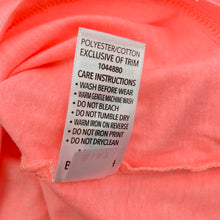 POLYESTER/COTTON
EXCLUSIVE OF TRIM
1044880
CARE INSTRUCTIONS
• WASH BEFORE WEAR
• WARM GENTLE MACHINE WASH
• DO NOT BLEACH
• DO NOT TUMBLE DRY
• WARM IRON ON REVERSE
• DO NOT IRON PRINT
• DO NOT DRYCLEAN